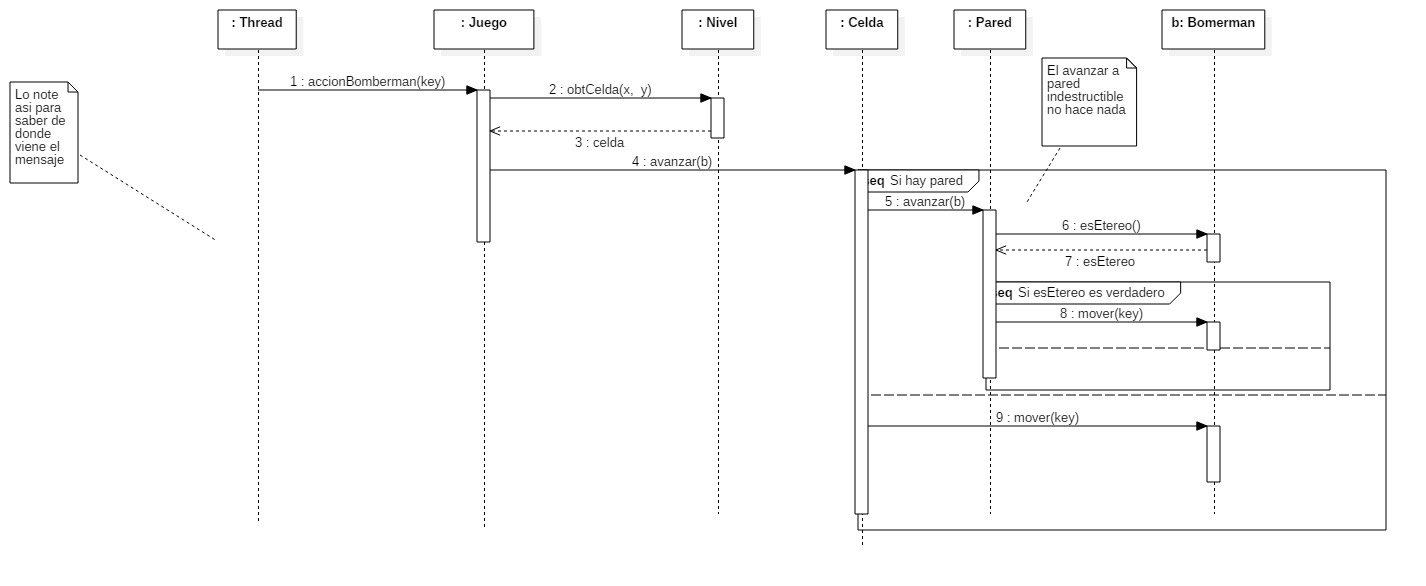 : Thread
: Juego
: Nivel
: Celda
: Pared
b: Bomerman
Lo note
asi para
saber de
donde
viene el
mensaje
El avanzar a
pared
indestructible
no hace nada
1 : accionBomberman(key)
2 : obtCelda(x, y)
3 : celda
4 : avanzar(b)
seq Si hay pared
5 : avanzar(b)
6 : esEtereo()
7 : esEtereo
seq Si esEtereo es verdadero
8 : mover(key)
9 : mover(key)